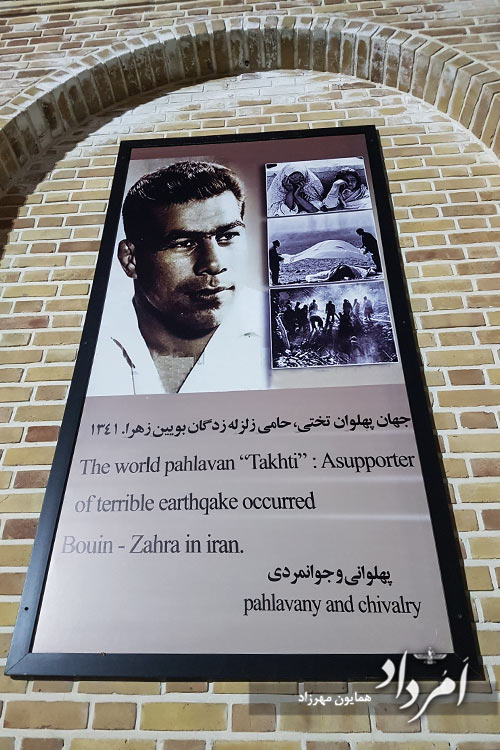 جهان پهلوان تختی، حامی زلزله زدگان بویین زهرا. ۱۳۴۱
The world pahlavan “Takhti” : Asupporter
of terrible earthqake occurred
Bouin - Zahra in iran.
پهلوانی و جوانمردی
pahlavany and chivalry
اَمُرداد
همایون مهرزاد